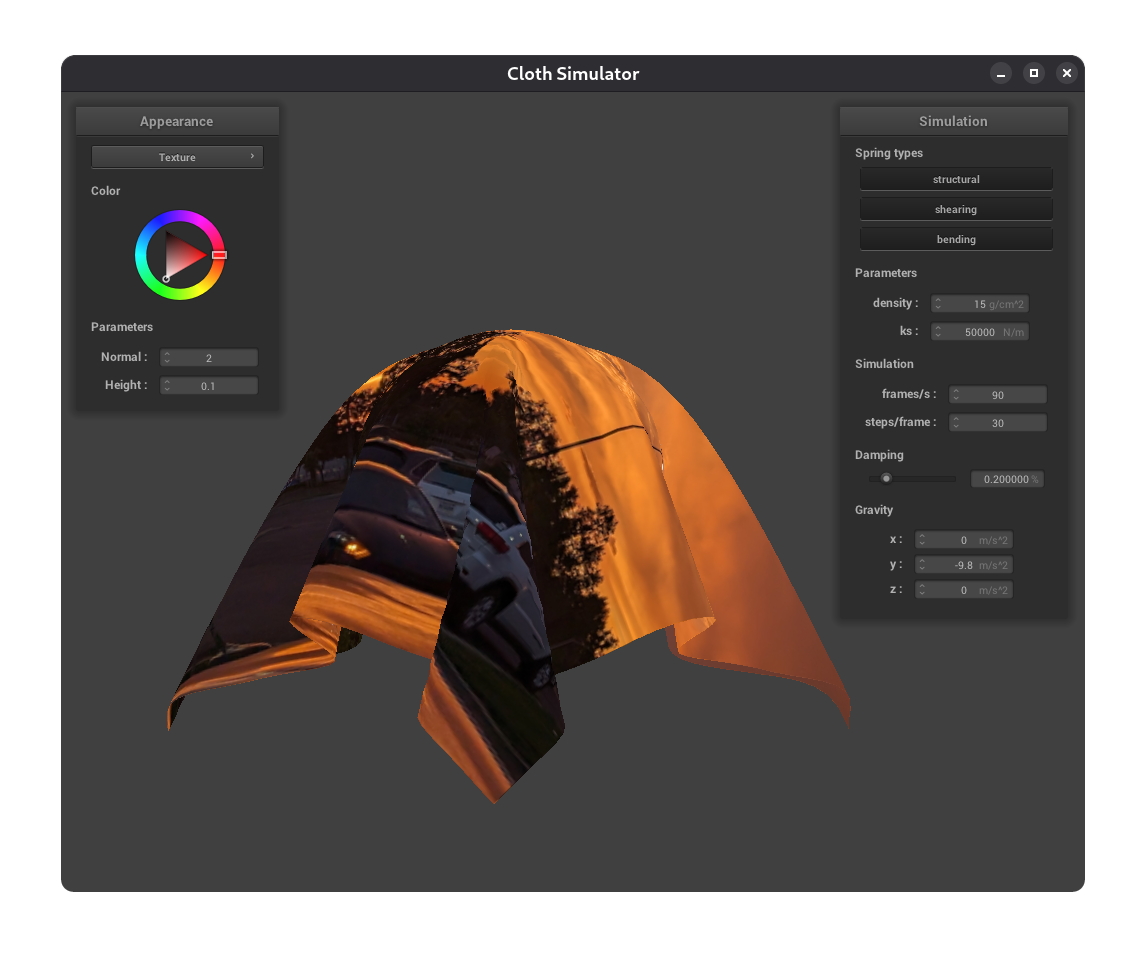 Cloth Simulator
Appearance
Texture
Color
Parameters
Normal : 2
Height : 0.1
Simulation
Spring types
structural
shearing
bending
Parameters
density : 15 g/cm^2
ks : 50000 N/m
Simulation
frames/s : 90
steps/frame : 30
Damping
0.200000 %
Gravity
x : 0 m/s^2
y : -9.8 m/s^2
z : 0 m/s^2